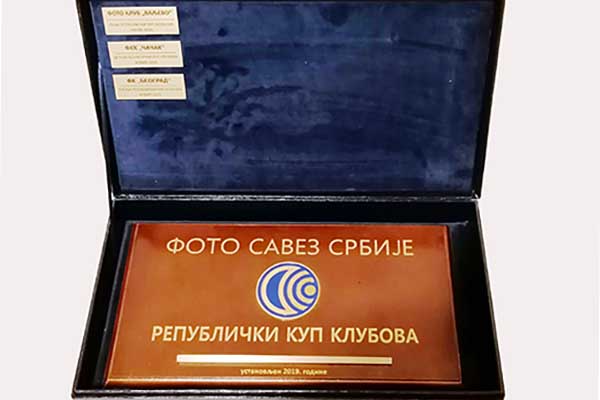 ФОТО КЛУБ „ВАЉЕВО"
ФКК „ЧАЧАК"
ФК „БЕОГРАД"
ФОТО САВЕЗ СРБИЈЕ
РЕПУБЛИЧКИ КУП КЛУБОВА
установљен 2019. године